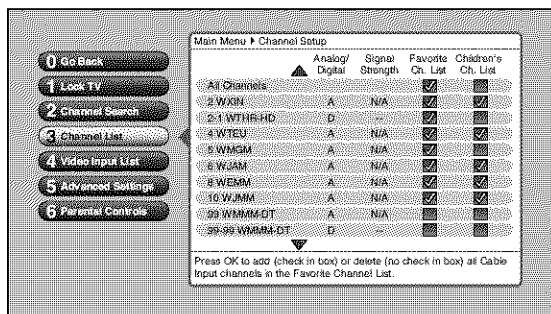 Main Menu Channel Setup
0 Go Back
1 Lock TV
2 Channel Search
3 Channel List
4 Video Input List
5 Advanced Settings
6 Parental Controls
Analog/ Digital Signal Strength Favorite Ch. List Children's Ch. List
All Channels
2 WXIN A N/A
2-1 WTHR-HD D --
4 WTEU A N/A
5 WMGM A N/A
6 WJAM A N/A
8 WEMM A N/A
10 WJMM A N/A
99 WMMM-DT A N/A
99-99 WMMM-DT D --
Press OK to add (check in box) or delete (no check in box) all Cable
Input channels in the Favorite Channel List.